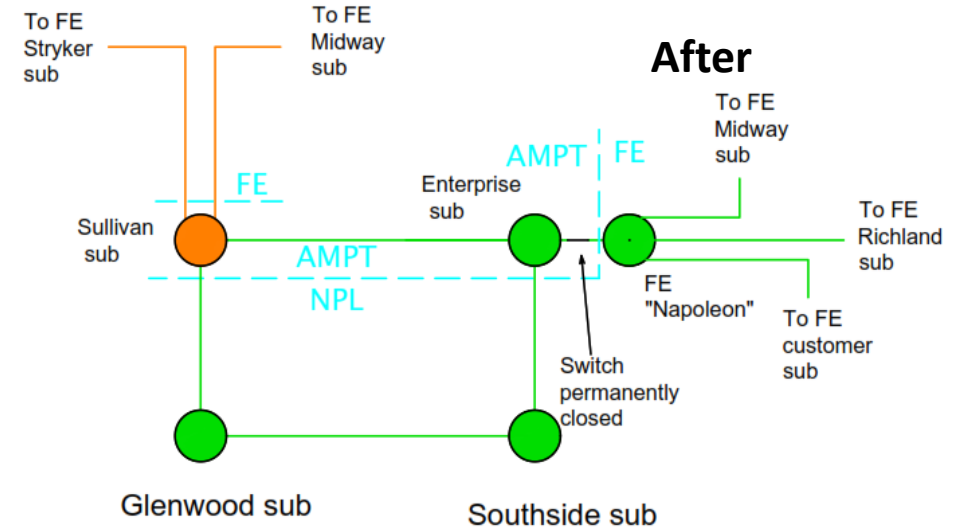 To FE
Stryker
sub
To FE
Midway
sub
After
To FE
Midway
sub
AMPT
FE
Enterprise
sub
FE
Sullivan
sub
To FE
Richland
sub
AMPT
NPL
FE
"Napoleon"
To FE
customer
sub
Switch
permanently
closed
Glenwood sub
Southside sub